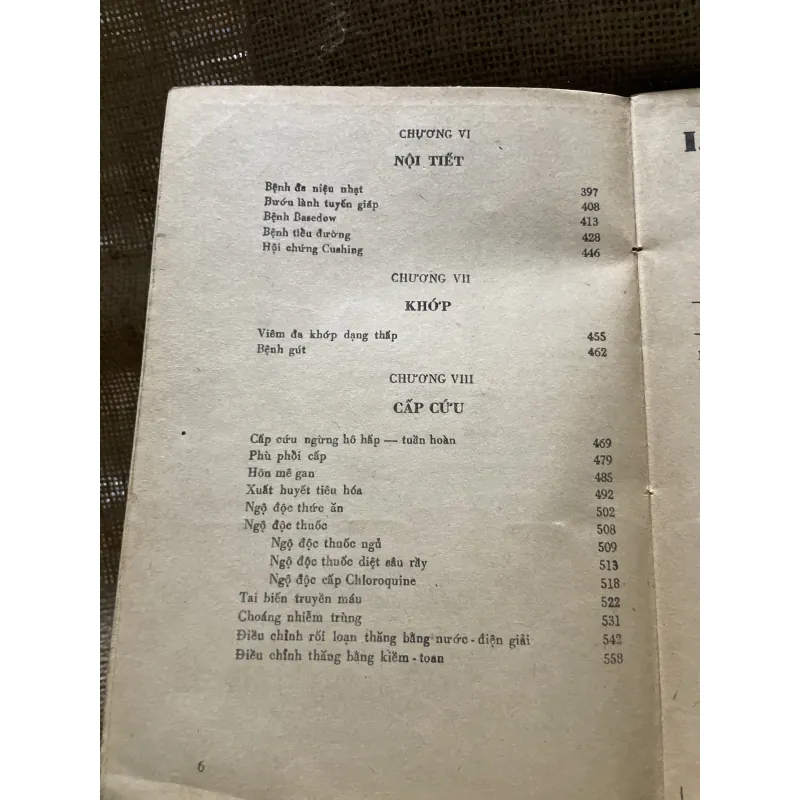 CHƯƠNG VI
NỘI TIẾT
Bệnh đa niệu nhạt 397
Bướu lành tuyến giáp 408
Bệnh Basedow 413
Bệnh tiểu đường 428
Hội chứng Cushing 446
CHƯƠNG VII
KHỚP
Viêm đa khớp dạng thấp 455
Bệnh gút 462
CHƯƠNG VIII
CẤP CỨU
Cấp cứu ngừng hô hấp — tuần hoàn 469
Phù phổi cấp 479
Hôn mê gan 485
Xuất huyết tiêu hóa 492
Ngộ độc thức ăn 502
Ngộ độc thuốc 508
Ngộ độc thuốc ngủ 509
Ngộ độc thuốc diệt sâu rầy 513
Ngộ độc cấp Chloroquine 518
Tai biến truyền máu 522
Choáng nhiễm trùng 531
Điều chỉnh rối loạn thăng bằng nước - điện giải 542
Điều chỉnh thăng bằng kiềm - toan 558
6